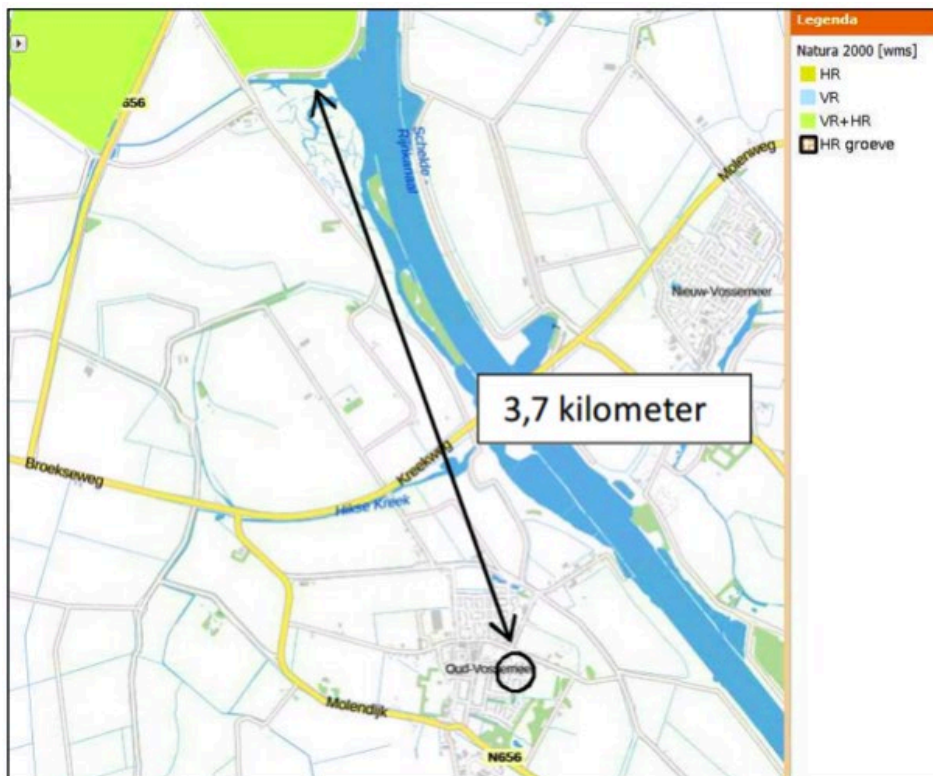 Legenda
Natura 2000 [wms]
HR
VR
VR+HR
HR groeve
656
Schelde -
Rijnkanaal
Molenweg
Nieuw-Vossemeer
3,7 kilometer
Kreekweg
Broekseweg
Hikse Kreek
Oud-Vossemeer
Molendijk
N656